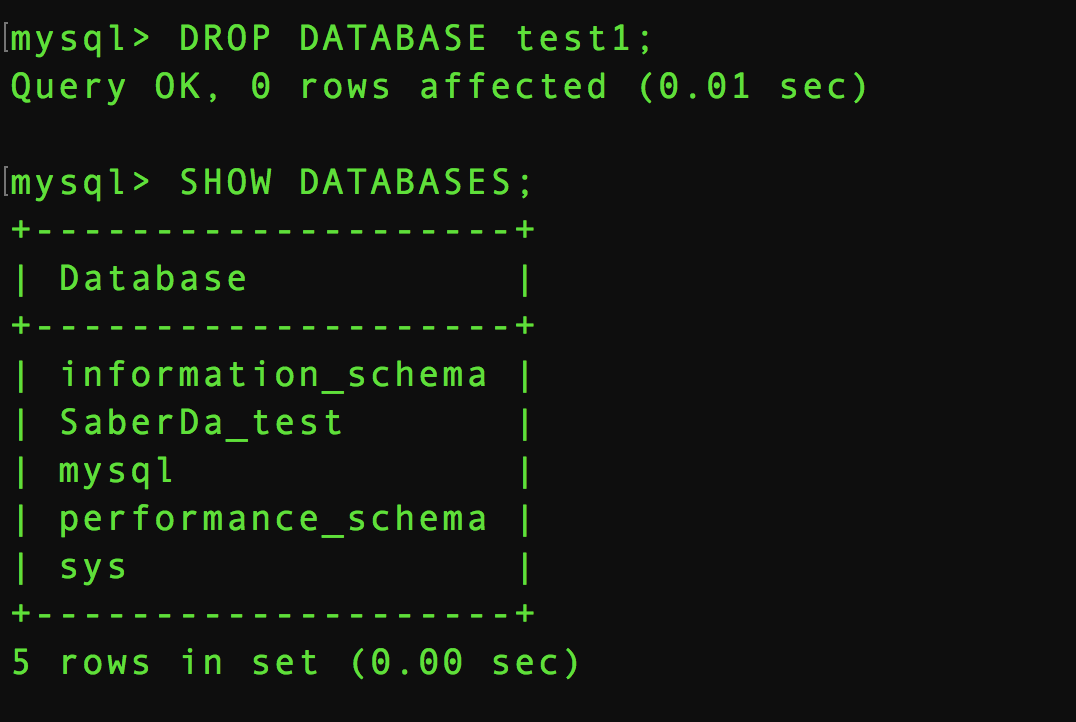 [mysql> DROP DATABASE test1;
Query OK, 0 rows affected (0.01 sec)
[mysql> SHOW DATABASES;
+--------------------+
| Database           |
+--------------------+
| information_schema |
| SaberDa_test       |
| mysql              |
| performance_schema |
| sys                |
+--------------------+
5 rows in set (0.00 sec)